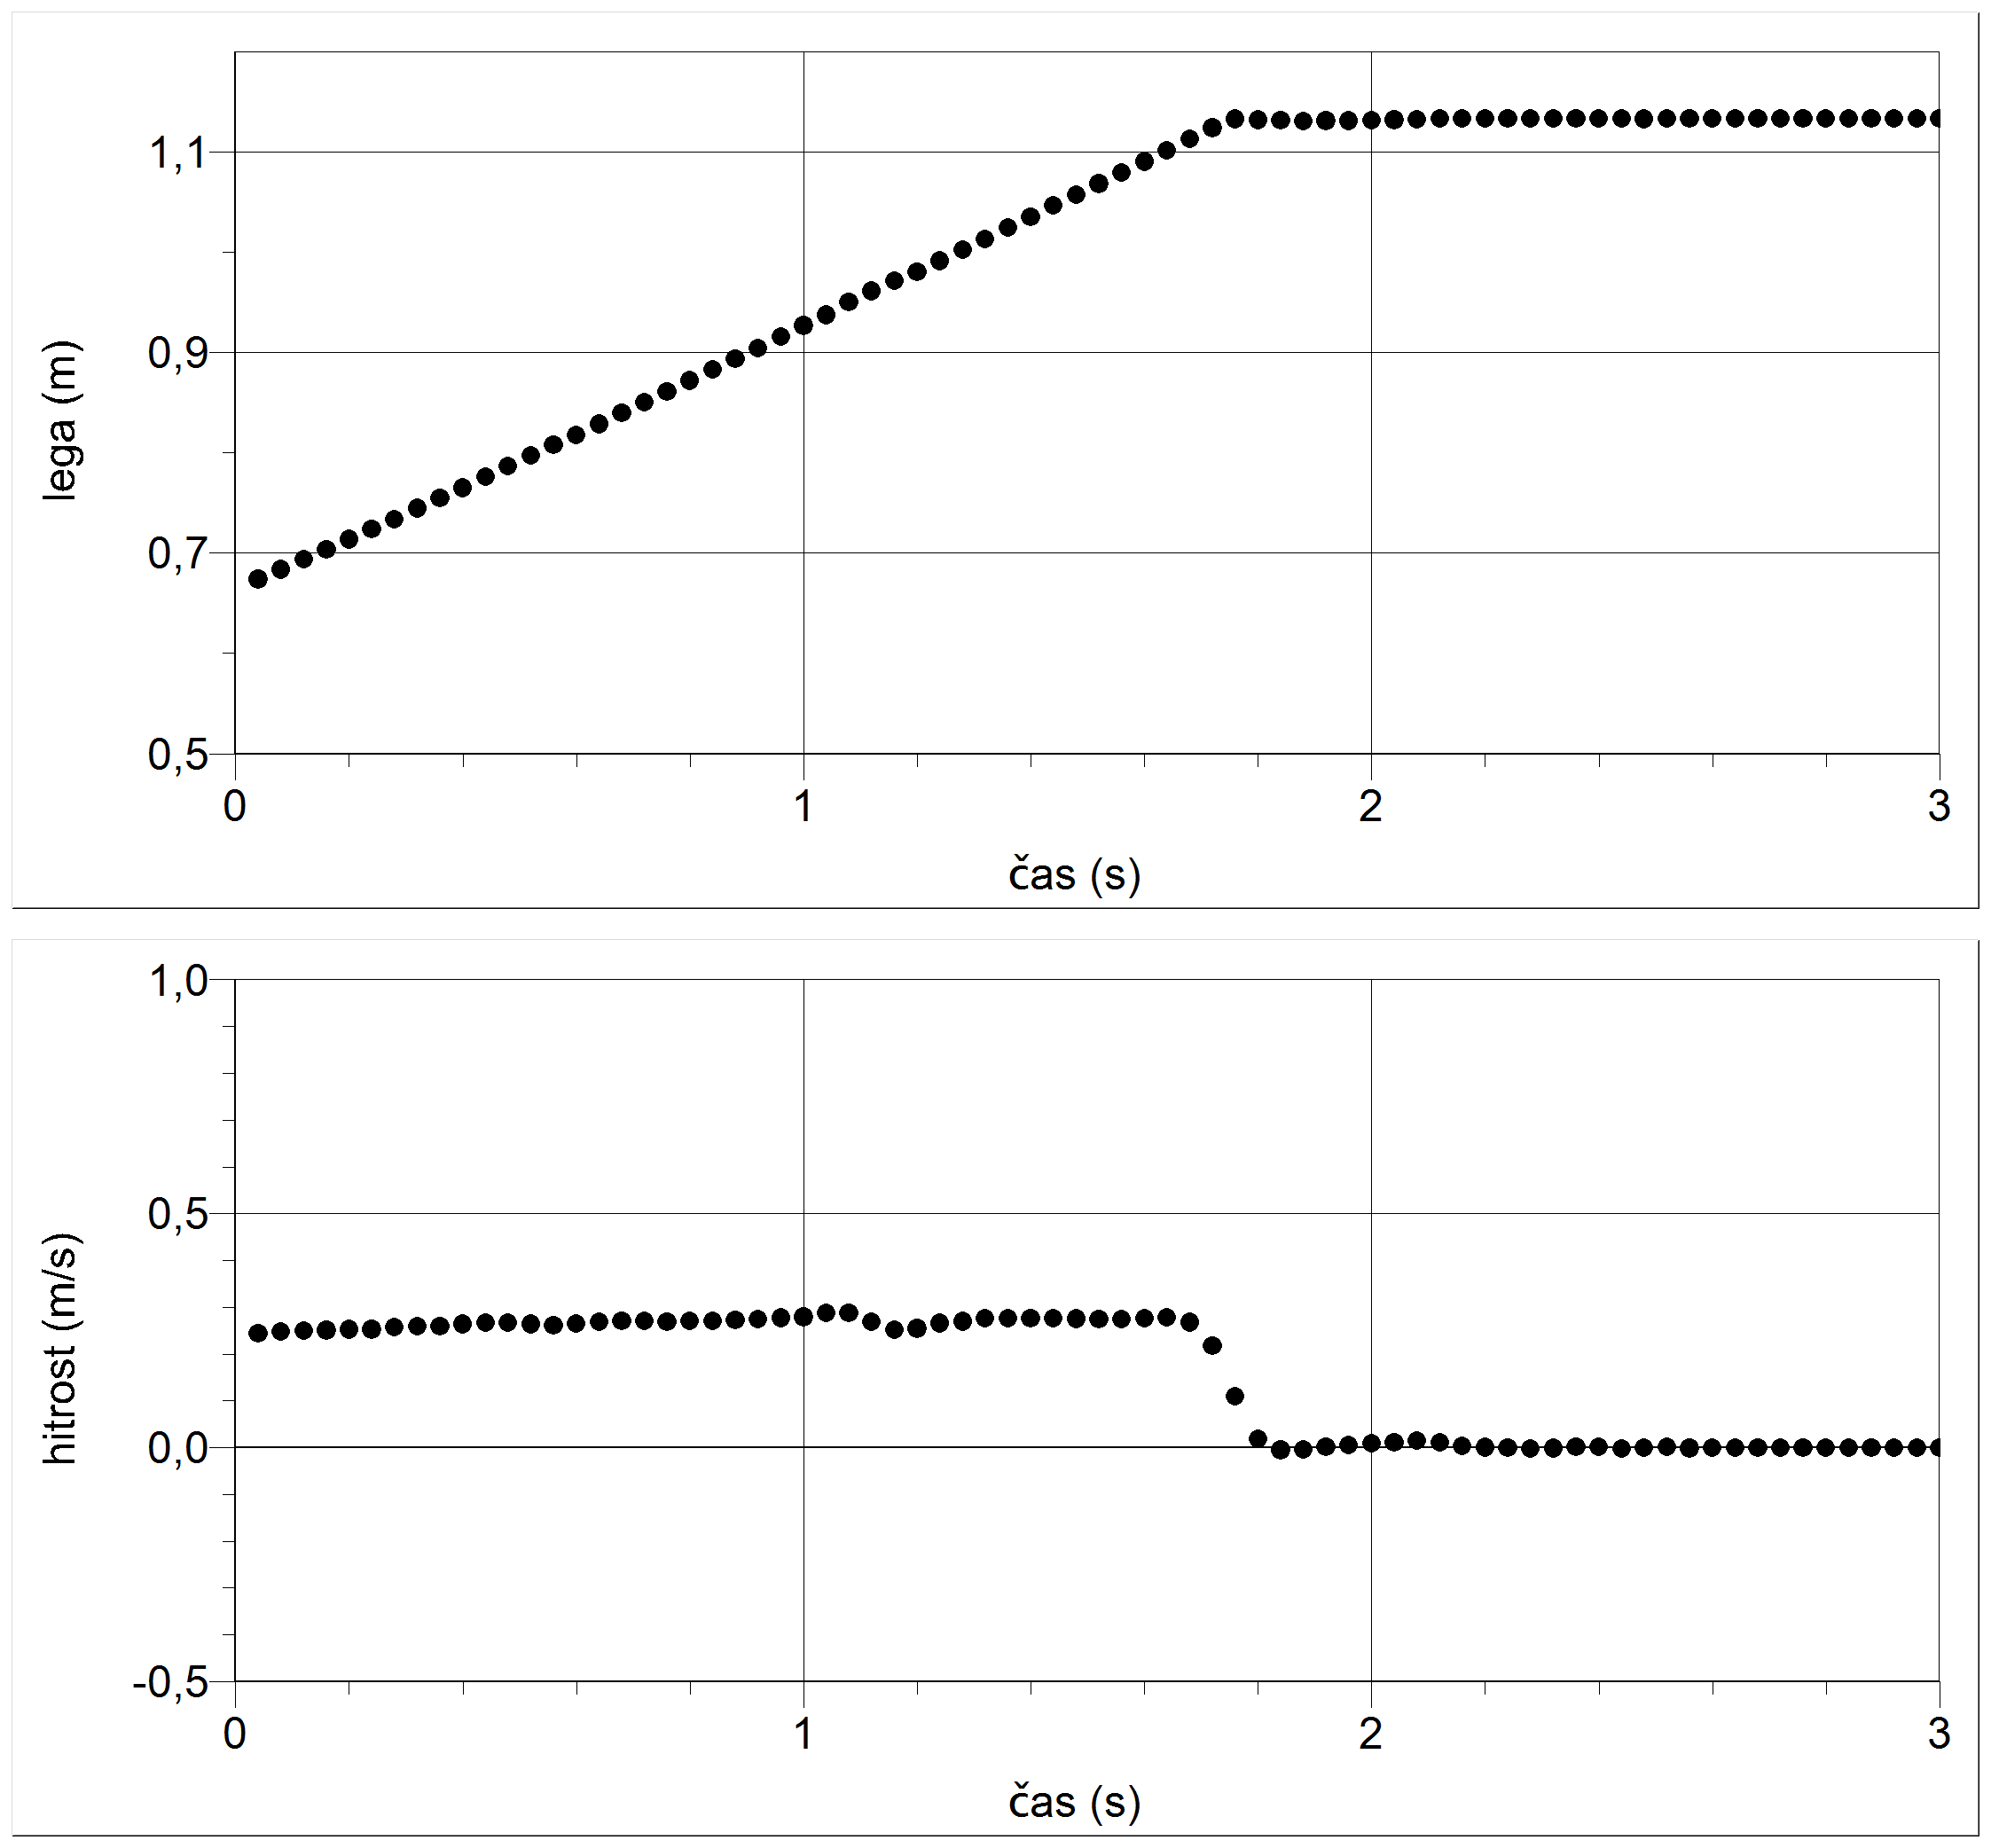 1,1
0,9
0,7
0,5
lega (m)
0 1 2 3
čas (s)
1,0
0,5
0,0
-0,5
hitrost (m/s)
0 1 2 3
čas (s)